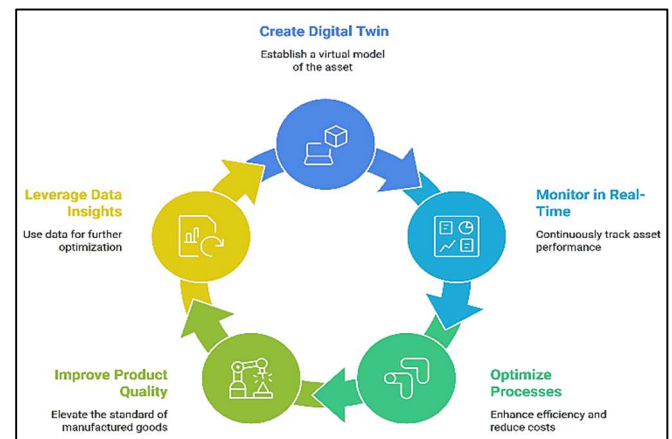 Create Digital Twin
Establish a virtual model
of the asset
Monitor in Real-
Time
Continuously track asset
performance
Optimize
Processes
Enhance efficiency and
reduce costs
Improve Product
Quality
Elevate the standard of
manufactured goods
Leverage Data
Insights
Use data for further
optimization